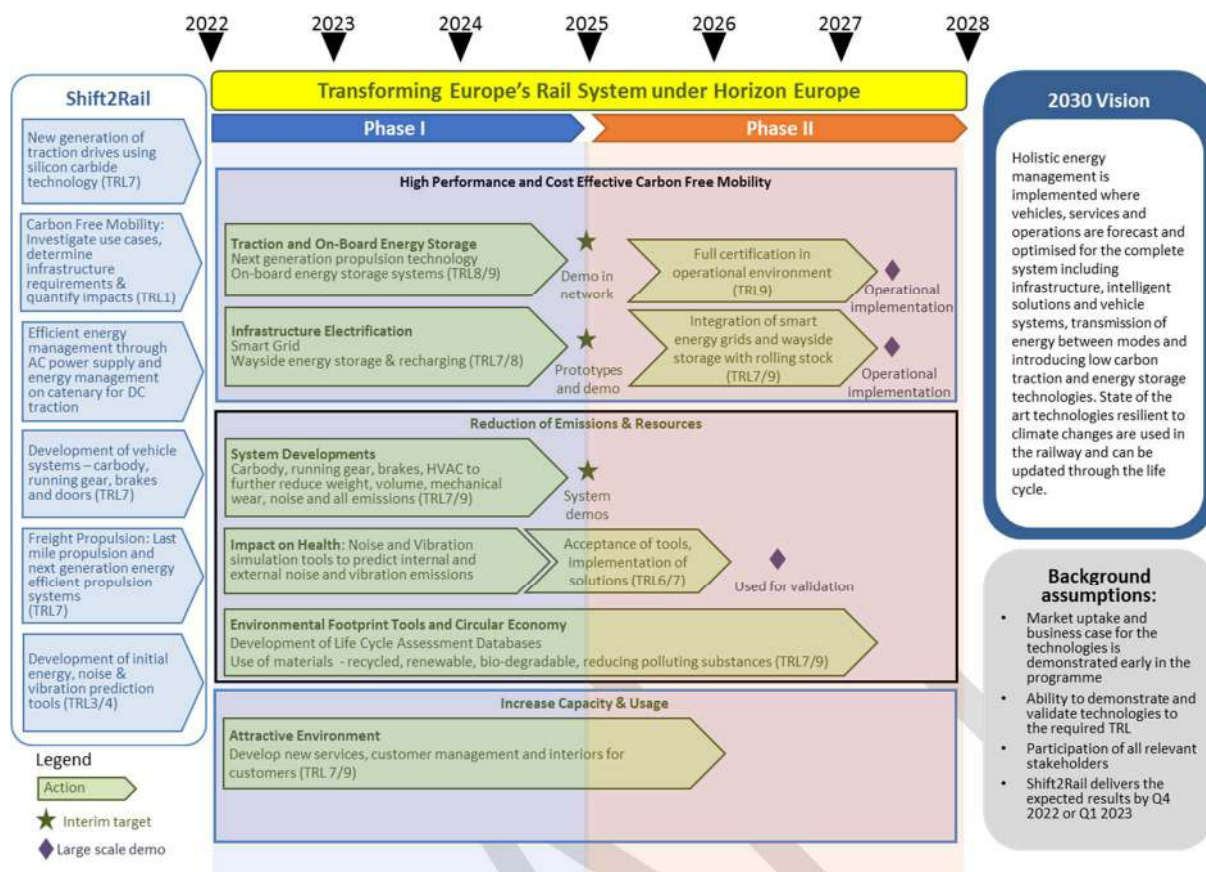 2022
2023
2024
2025
2026
2027
2028
Shift2Rail
New generation of
traction drives using
silicon carbide
technology (TRL7)
Carbon Free Mobility:
Investigate use cases,
determine
infrastructure
requirements &
quantify impacts (TRL1)
Efficient energy
management through
AC power supply and
energy management
on catenary for DC
traction
Development of vehicle
systems – carbody,
running gear, brakes
and doors (TRL7)
Freight Propulsion: Last
mile propulsion and
next generation energy
efficient propulsion
systems
(TRL7)
Development of initial
energy, noise &
vibration prediction
tools (TRL3/4)
Legend
Action
Interim target
Large scale demo
Transforming Europe's Rail System under Horizon Europe
Phase I
Phase II
High Performance and Cost Effective Carbon Free Mobility
Traction and On-Board Energy Storage
Next generation propulsion technology
On-board energy storage systems (TRL8/9)
Demo in
network
Full certification in
operational environment
(TRL9)
Operational
implementation
Infrastructure Electrification
Smart Grid
Wayside energy storage & recharging (TRL7/8)
Prototypes
and demo
Integration of smart
energy grids and wayside
storage with rolling stock
(TRL7/9)
Operational
implementation
Reduction of Emissions & Resources
System Developments
Carbody, running gear, brakes, HVAC to
further reduce weight, volume, mechanical
wear, noise and all emissions (TRL7/9)
System
demos
Impact on Health: Noise and Vibration
simulation tools to predict internal and
external noise and vibration emissions
Acceptance of tools,
implementation of
solutions (TRL6/7)
Used for validation
Environmental Footprint Tools and Circular Economy
Development of Life Cycle Assessment Databases
Use of materials - recycled, renewable, bio-degradable, reducing polluting substances (TRL7/9)
Increase Capacity & Usage
Attractive Environment
Develop new services, customer management and interiors for
customers (TRL 7/9)
2030 Vision
Holistic energy
management is
implemented where
vehicles, services and
operations are forecast and
optimised for the complete
system including
infrastructure, intelligent
solutions and vehicle
systems, transmission of
energy between modes and
introducing low carbon
traction and energy storage
technologies. State of the
art technologies resilient to
climate changes are used in
the railway and can be
updated through the life
cycle.
Background
assumptions:
• Market uptake and
business case for the
technologies is
demonstrated early in the
programme
• Ability to demonstrate and
validate technologies to
the required TRL
• Participation of all relevant
stakeholders
• Shift2Rail delivers the
expected results by Q4
2022 or Q1 2023